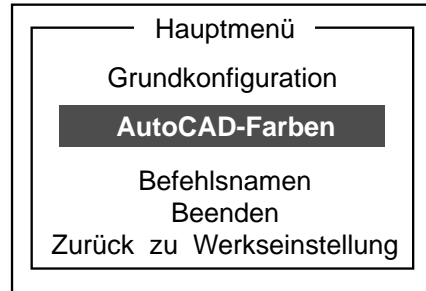 Hauptmenü
Grundkonfiguration
AutoCAD-Farben
Befehlsnamen
Beenden
Zurück zu Werkseinstellung